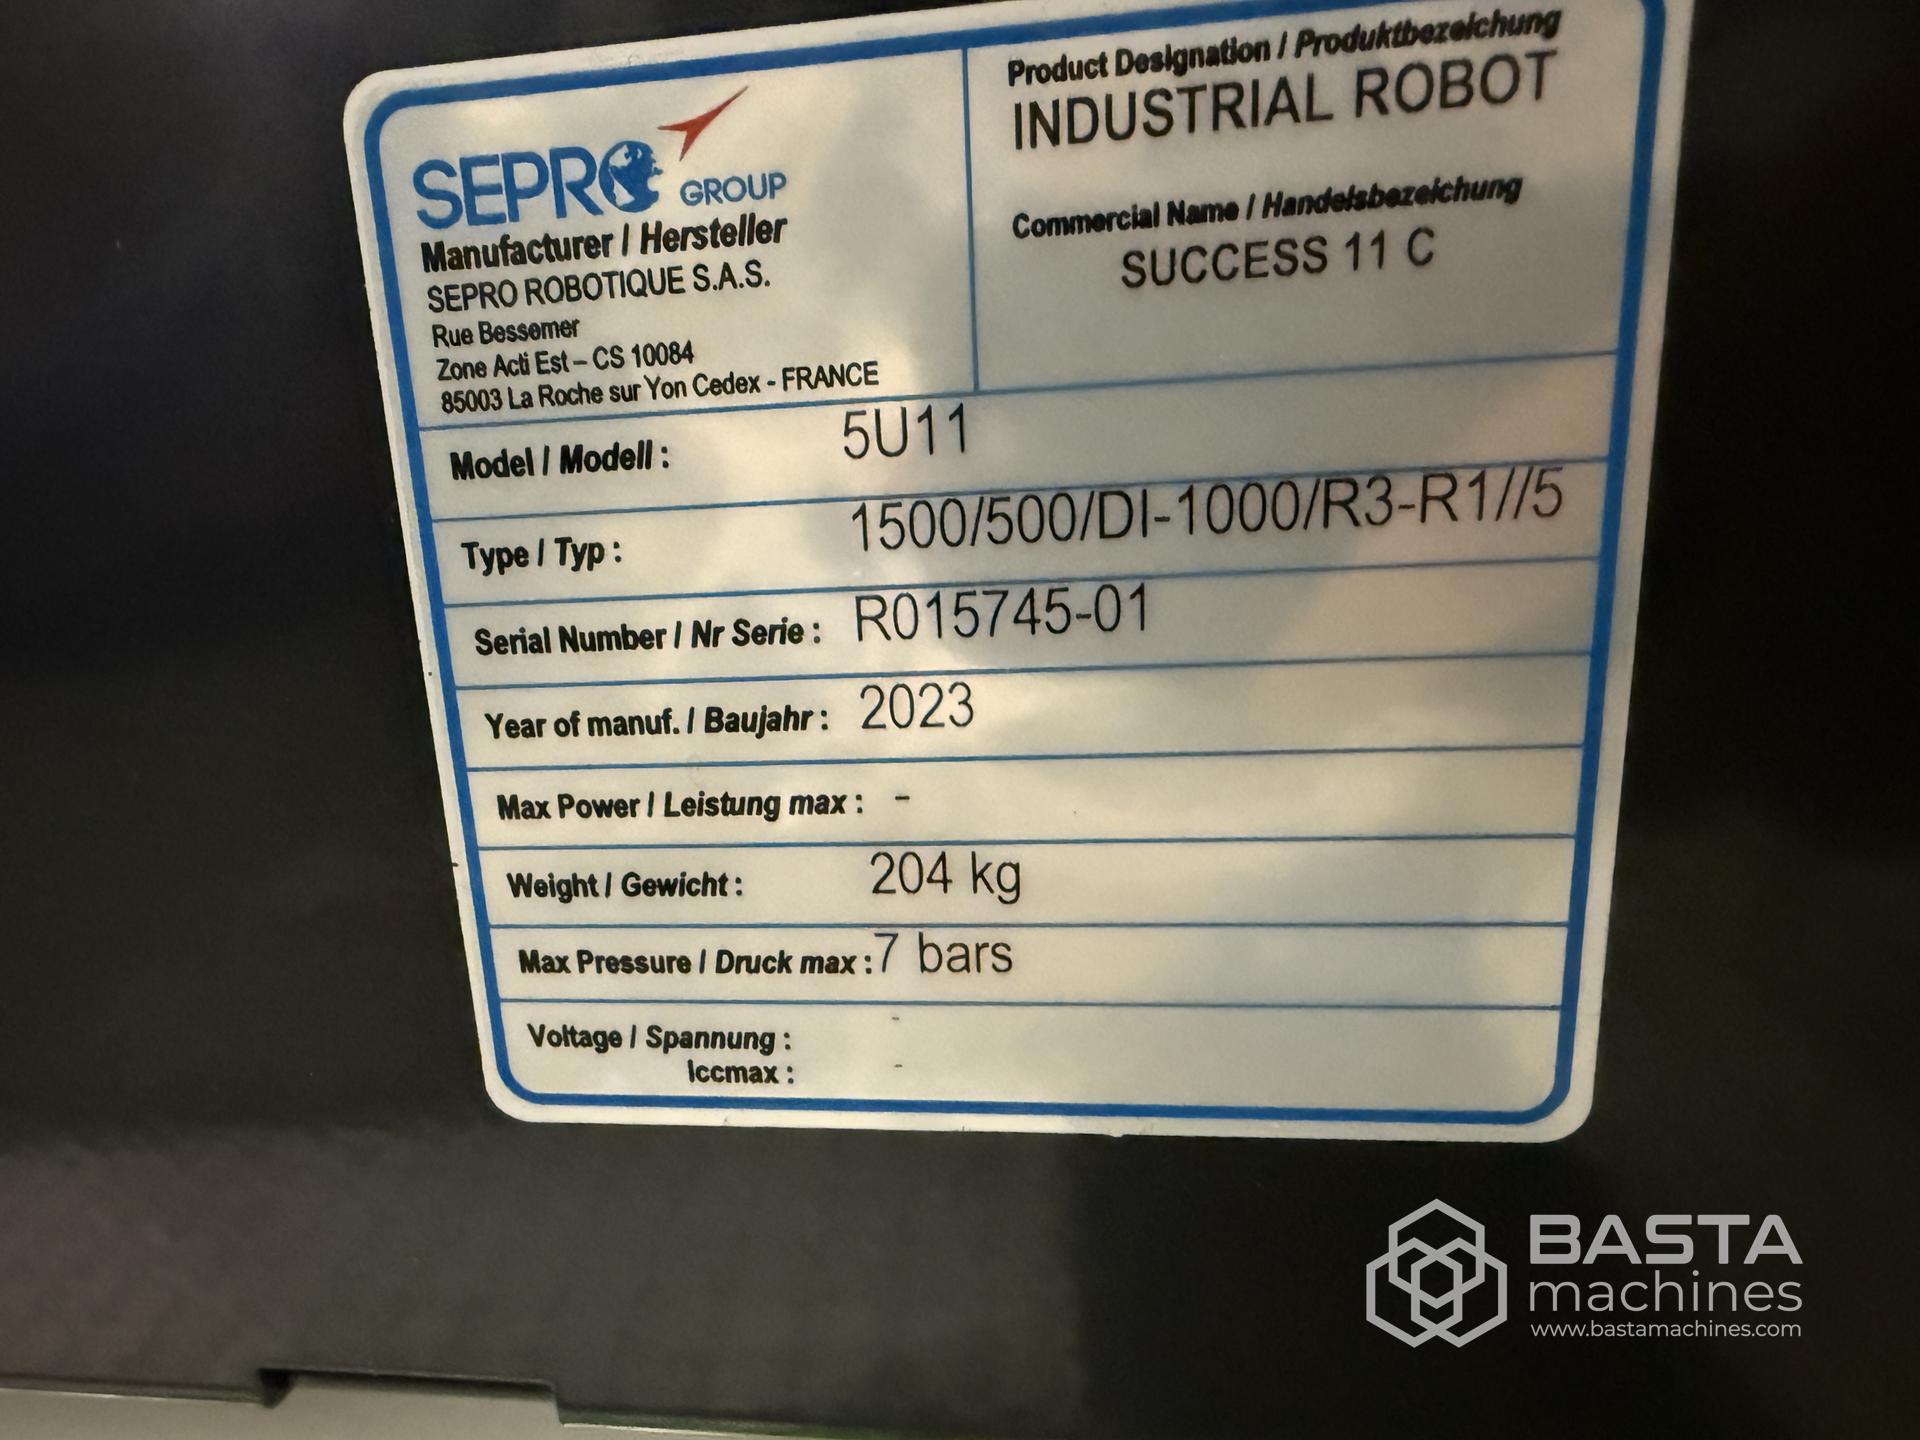 SEPRO GROUP
Manufacturer / Hersteller
SEPRO ROBOTIQUE S.A.S.
Rue Bessemer
Zone Acti Est – CS 10084
85003 La Roche sur Yon Cedex - FRANCE
Product Designation / Produktbezeichung
INDUSTRIAL ROBOT
Commercial Name / Handelsbezeichung
SUCCESS 11 C
Model / Modell : 5U11
Type / Typ : 1500/500/DI-1000/R3-R1//5
Serial Number / Nr Serie : R015745-01
Year of manuf. / Baujahr : 2023
Max Power / Leistung max : -
Weight / Gewicht : 204 kg
Max Pressure / Druck max : 7 bars
Voltage / Spannung : -
Iccmax : -
BASTA
machines
www.bastamachines.com